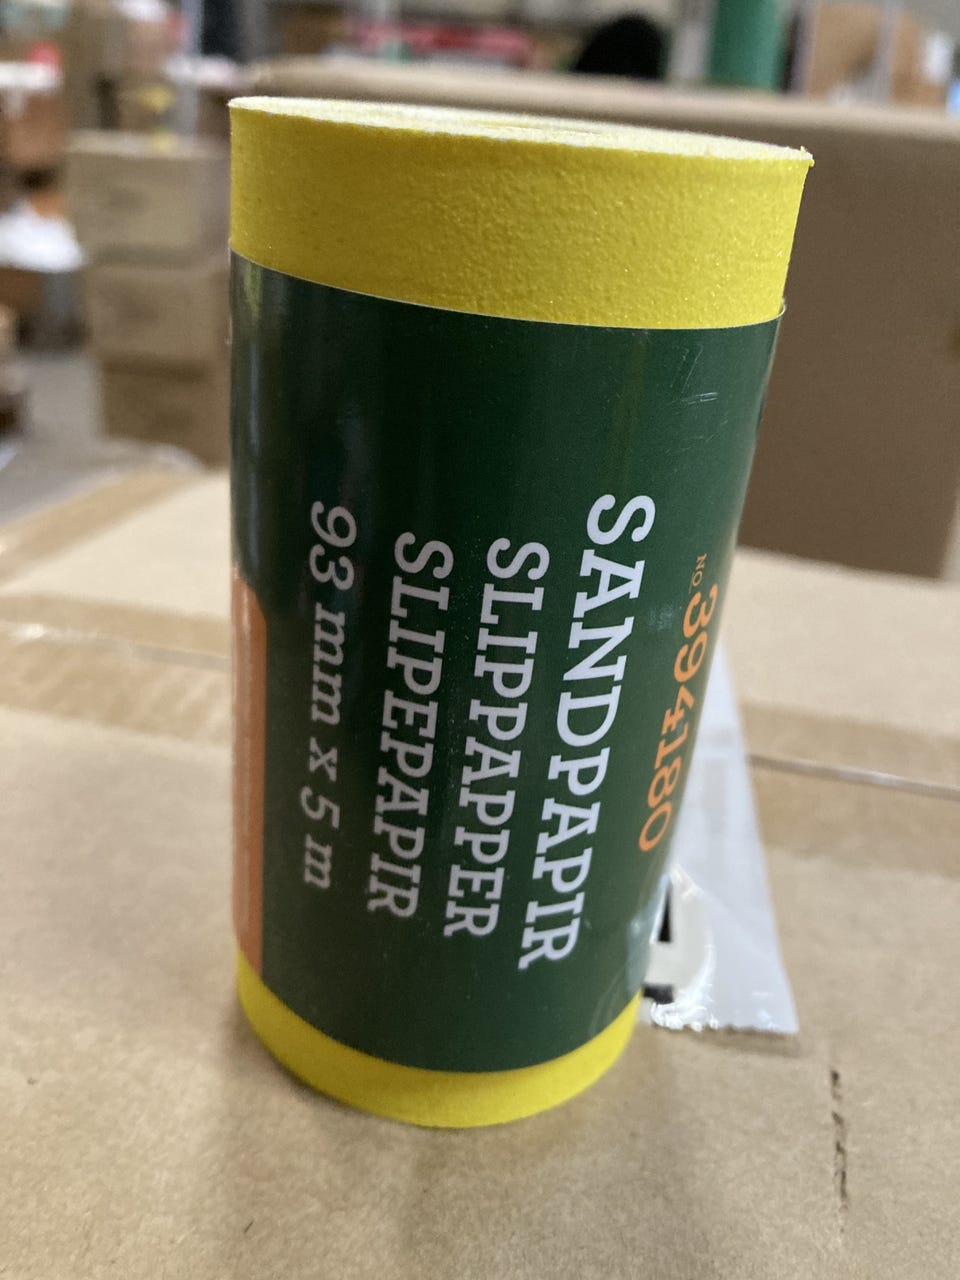 NO. 394180
SANDPAPIR
SLIPPAPPER
SLIPEPAPIR
93 mm x 5 m